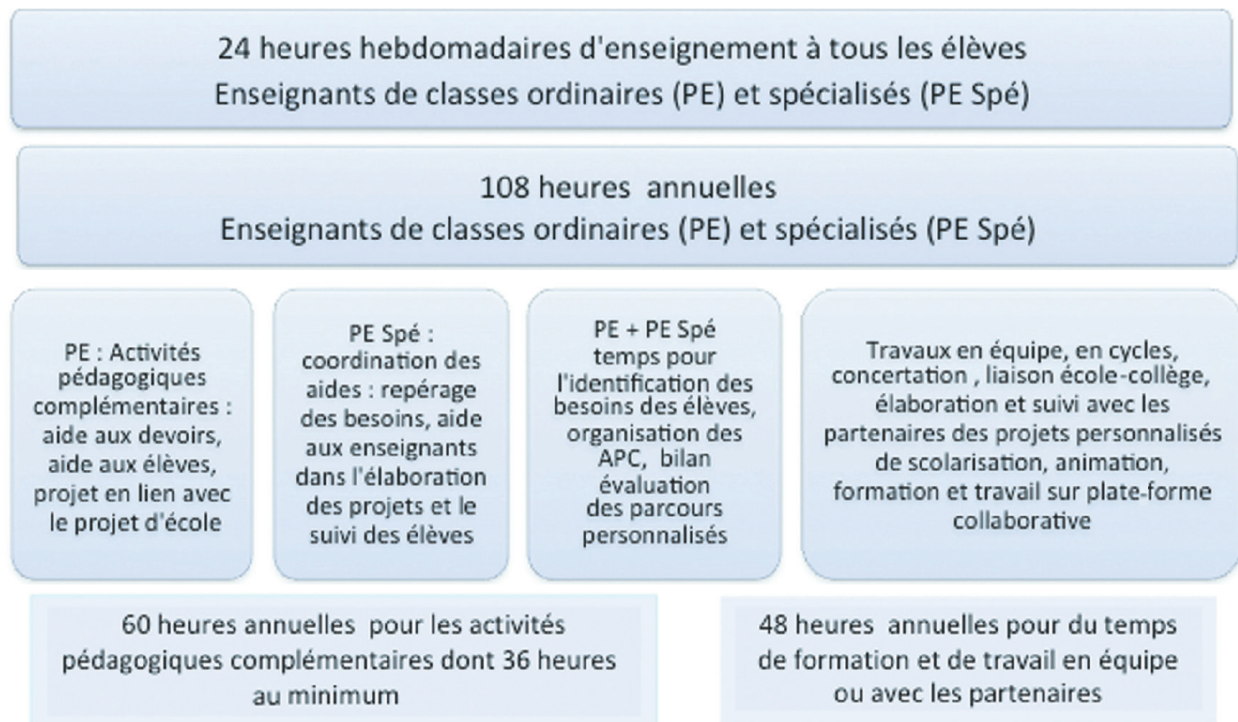 24 heures hebdomadaires d'enseignement à tous les élèves
Enseignants de classes ordinaires (PE) et spécialisés (PE Spé)
108 heures annuelles
Enseignants de classes ordinaires (PE) et spécialisés (PE Spé)
PE : Activités
pédagogiques
complémentaires :
aide aux devoirs,
aide aux élèves,
projet en lien avec
le projet d'école
PE Spé :
coordination des
aides : repérage
des besoins, aide
aux enseignants
dans l'élaboration
des projets et le
suivi des élèves
PE + PE Spé
temps pour
l'identification des
besoins des élèves,
organisation des
APC, bilan
évaluation
des parcours
personnalisés
Travaux en équipe, en cycles,
concertation , liaison école-collège,
élaboration et suivi avec les
partenaires des projets personnalisés
de scolarisation, animation,
formation et travail sur plate-forme
collaborative
60 heures annuelles pour les activités
pédagogiques complémentaires dont 36 heures
au minimum
48 heures annuelles pour du temps
de formation et de travail en équipe
ou avec les partenaires